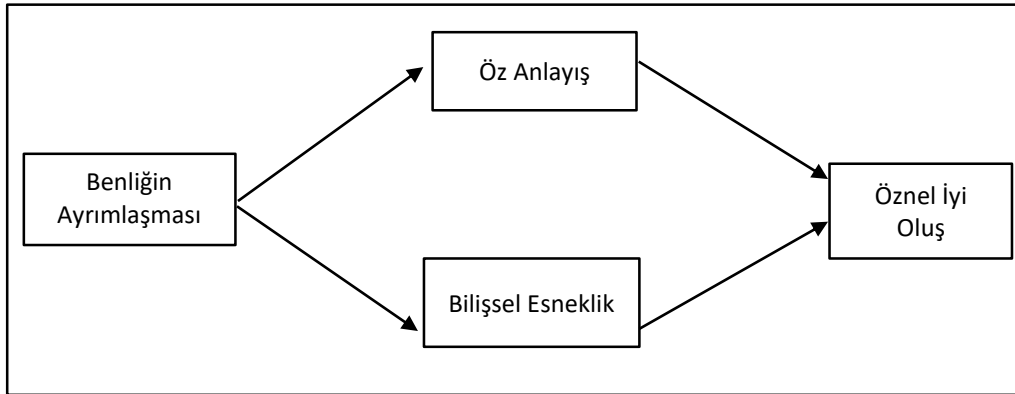 Öz Anlayış
Benliğin
Ayrımlaşması
Öznel İyi
Oluş
Bilişsel Esneklik